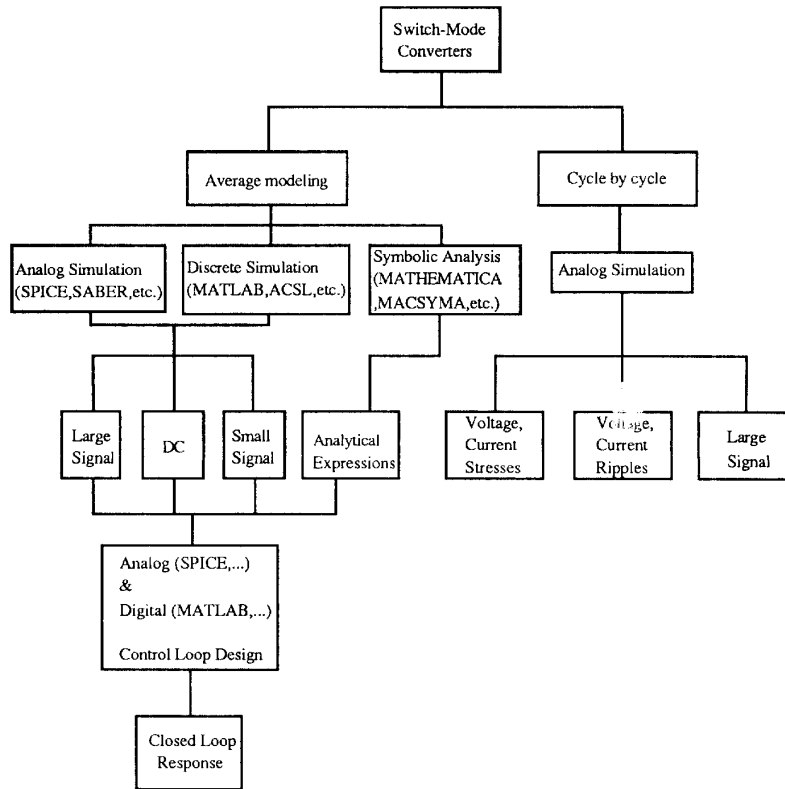 Switch-Mode
Converters
Average modeling
Cycle by cycle
Analog Simulation
(SPICE,SABER,etc.)
Discrete Simulation
(MATLAB,ACSL,etc.)
Symbolic Analysis
(MATHEMATICA
,MACSYMA,etc.)
Analog Simulation
Large
Signal
DC
Small
Signal
Analytical
Expressions
Voltage,
Current
Stresses
Voltage,
Current
Ripples
Large
Signal
Analog (SPICE,...)
&
Digital (MATLAB,...)
Control Loop Design
Closed Loop
Response